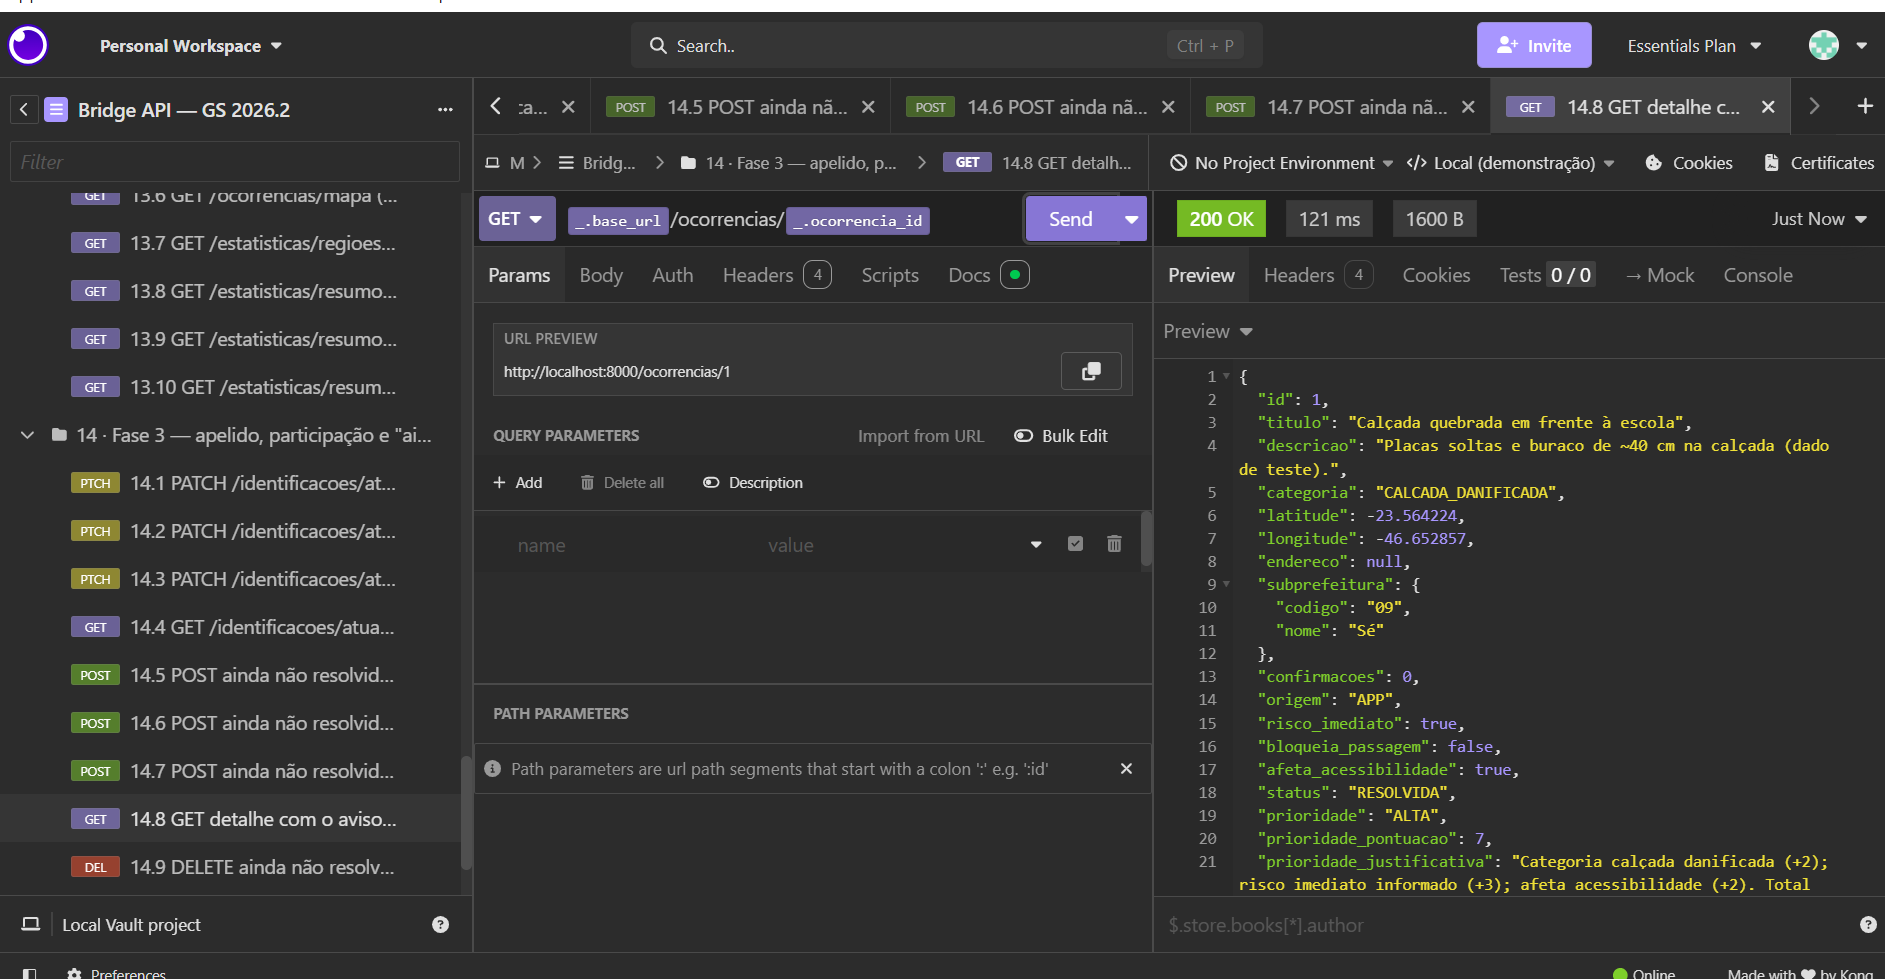 Personal Workspace
Search..
Ctrl + P
Invite
Essentials Plan
Bridge API — GS 2026.2
Filter
GET 13.6 GET /ocorrencias/mapa (...
GET 13.7 GET /estatisticas/regioes...
GET 13.8 GET /estatisticas/resumo...
GET 13.9 GET /estatisticas/resumo...
GET 13.10 GET /estatisticas/resum...
14 · Fase 3 — apelido, participação e "ai...
PTCH 14.1 PATCH /identificacoes/at...
PTCH 14.2 PATCH /identificacoes/at...
PTCH 14.3 PATCH /identificacoes/at...
GET 14.4 GET /identificacoes/atua...
POST 14.5 POST ainda não resolvid...
POST 14.6 POST ainda não resolvid...
POST 14.7 POST ainda não resolvid...
GET 14.8 GET detalhe com o aviso...
DEL 14.9 DELETE ainda não resolv...
Local Vault project
Preferences
:a...
POST 14.5 POST ainda nã...
POST 14.6 POST ainda nã...
POST 14.7 POST ainda nã...
GET 14.8 GET detalhe c...
M > Bridg... > 14 · Fase 3 — apelido, p... > GET 14.8 GET detalh...
No Project Environment
</> Local (demonstração)
Cookies
Certificates
GET _.base_url/ocorrencias/_.ocorrencia_id
Send
Params Body Auth Headers 4 Scripts Docs
URL PREVIEW
http://localhost:8000/ocorrencias/1
QUERY PARAMETERS
Import from URL
Bulk Edit
+ Add
Delete all
Description
name value
PATH PARAMETERS
Path parameters are url path segments that start with a colon ':' e.g. ':id'
200 OK 121 ms 1600 B
Just Now
Preview Headers 4 Cookies Tests 0 / 0 → Mock Console
Preview
1 {
2 "id": 1,
3 "titulo": "Calçada quebrada em frente à escola",
4 "descricao": "Placas soltas e buraco de ~40 cm na calçada (dado
de teste).",
5 "categoria": "CALCADA_DANIFICADA",
6 "latitude": -23.564224,
7 "longitude": -46.652857,
8 "endereco": null,
9 "subprefeitura": {
10 "codigo": "09",
11 "nome": "Sé"
12 },
13 "confirmacoes": 0,
14 "origem": "APP",
15 "risco_imediato": true,
16 "bloqueia_passagem": false,
17 "afeta_acessibilidade": true,
18 "status": "RESOLVIDA",
19 "prioridade": "ALTA",
20 "prioridade_pontuacao": 7,
21 "prioridade_justificativa": "Categoria calçada danificada (+2);
risco imediato informado (+3); afeta acessibilidade (+2). Total
$.store.books[*].author
Online
Made with ♥ by Kong